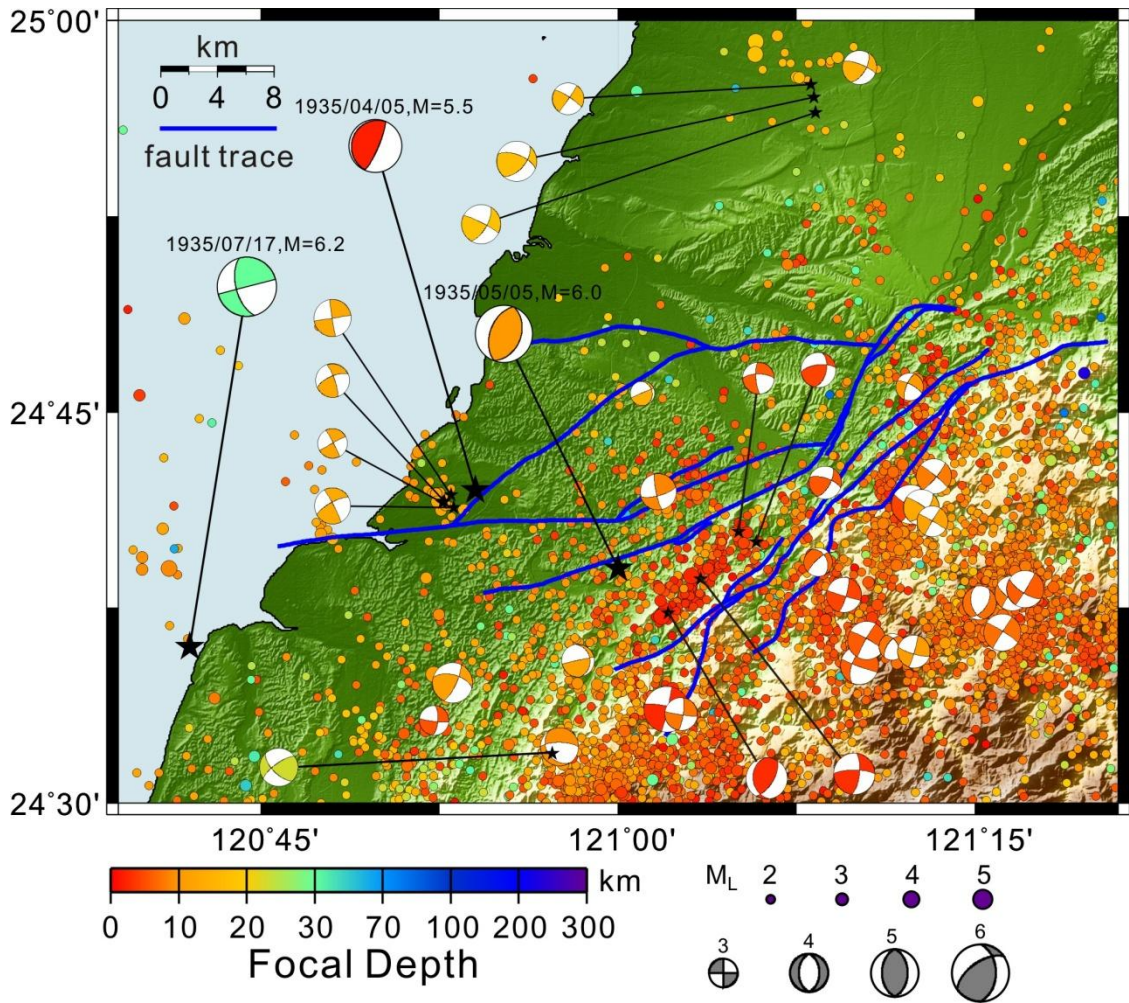 25°00'
km
0 4 8
fault trace
1935/04/05,M=5.5
1935/07/17,M=6.2
1935/05/05,M=6.0
24°45'
24°30'
120°45' 121°00' 121°15'
km
0 10 20 30 70 100 200 300
Focal Depth
M_L 2 3 4 5
3 4 5 6